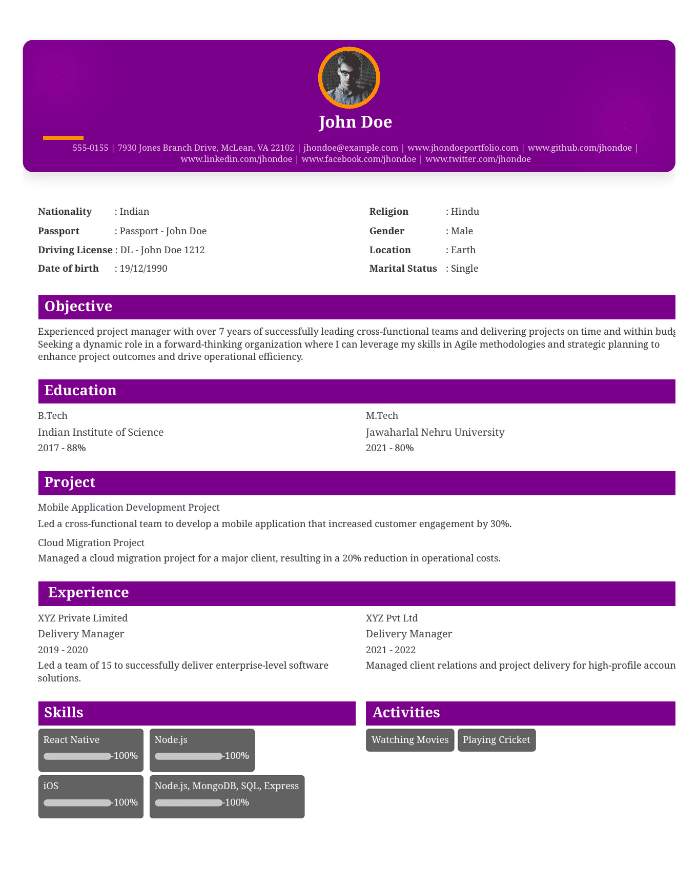 John Doe
555-0155 | 7930 Jones Branch Drive, McLean, VA 22102 | jhondoe@example.com | www.jhondoeportfolio.com | www.github.com/jhondoe |
www.linkedin.com/jhondoe | www.facebook.com/jhondoe | www.twitter.com/jhondoe
Nationality : Indian
Passport : Passport - John Doe
Driving License : DL - John Doe 1212
Date of birth : 19/12/1990
Religion : Hindu
Gender : Male
Location : Earth
Marital Status : Single
Objective
Experienced project manager with over 7 years of successfully leading cross-functional teams and delivering projects on time and within budg
Seeking a dynamic role in a forward-thinking organization where I can leverage my skills in Agile methodologies and strategic planning to
enhance project outcomes and drive operational efficiency.
Education
B.Tech
Indian Institute of Science
2017 - 88%
M.Tech
Jawaharlal Nehru University
2021 - 80%
Project
Mobile Application Development Project
Led a cross-functional team to develop a mobile application that increased customer engagement by 30%.
Cloud Migration Project
Managed a cloud migration project for a major client, resulting in a 20% reduction in operational costs.
Experience
XYZ Private Limited
Delivery Manager
2019 - 2020
Led a team of 15 to successfully deliver enterprise-level software
solutions.
XYZ Pvt Ltd
Delivery Manager
2021 - 2022
Managed client relations and project delivery for high-profile accoun
Skills
React Native
-100%
Node.js
-100%
iOS
-100%
Node.js, MongoDB, SQL, Express
-100%
Activities
Watching Movies
Playing Cricket